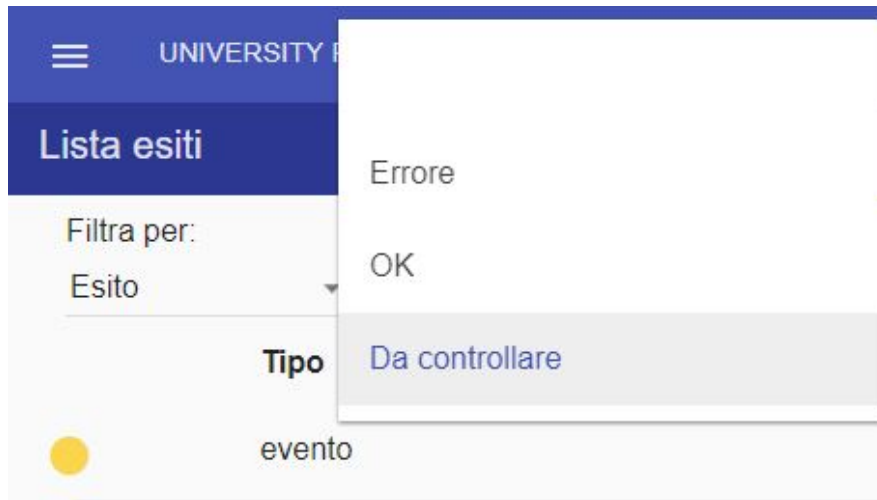 UNIVERSITY
Lista esiti
Filtra per:
Esito
Errore
OK
Da controllare
Tipo
evento